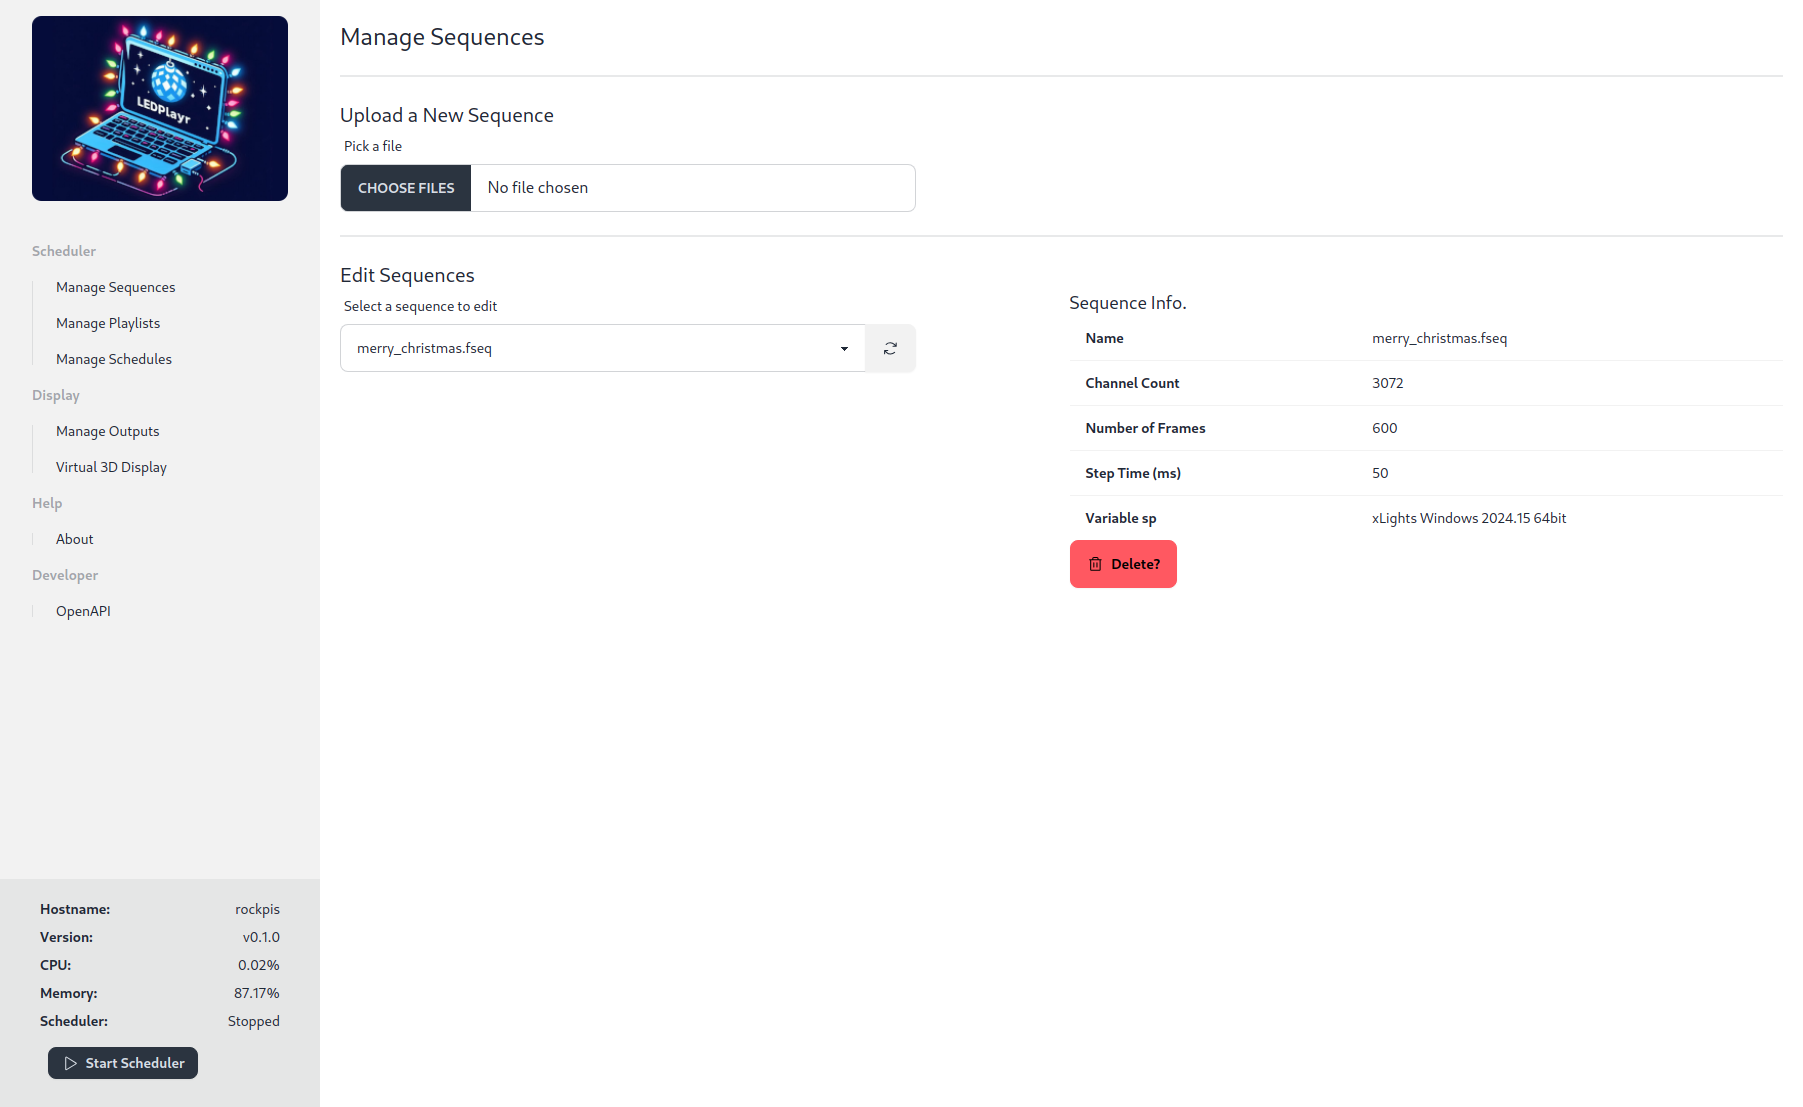 LEDPlayr
Scheduler
Manage Sequences
Manage Playlists
Manage Schedules
Display
Manage Outputs
Virtual 3D Display
Help
About
Developer
OpenAPI
Hostname: rockpis
Version: v0.1.0
CPU: 0.02%
Memory: 87.17%
Scheduler: Stopped
Start Scheduler
Manage Sequences
Upload a New Sequence
Pick a file
CHOOSE FILES No file chosen
Edit Sequences
Select a sequence to edit
merry_christmas.fseq
Sequence Info.
Name merry_christmas.fseq
Channel Count 3072
Number of Frames 600
Step Time (ms) 50
Variable sp xLights Windows 2024.15 64bit
Delete?